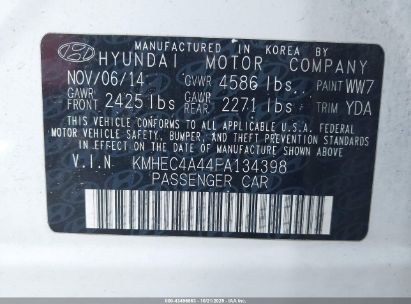 MANUFACTURED IN KOREA BY
HYUNDAI MOTOR COMPANY
NOV/06/14 GVWR 4586 lbs. PAINT WW7
GAWR FRONT 2425 lbs GAWR REAR 2271 lbs. TRIM YDA
THIS VEHICLE CONFORMS TO ALL APPLICABLE U.S.A. FEDERAL
MOTOR VEHICLE SAFETY, BUMPER, AND THEFT PREVENTION
STANDARDS IN EFFECT ON THE DATE OF MANUFACTURE SHOWN ABOVE.
V.I.N. KMHEC4A44FA134398
PASSENGER CAR